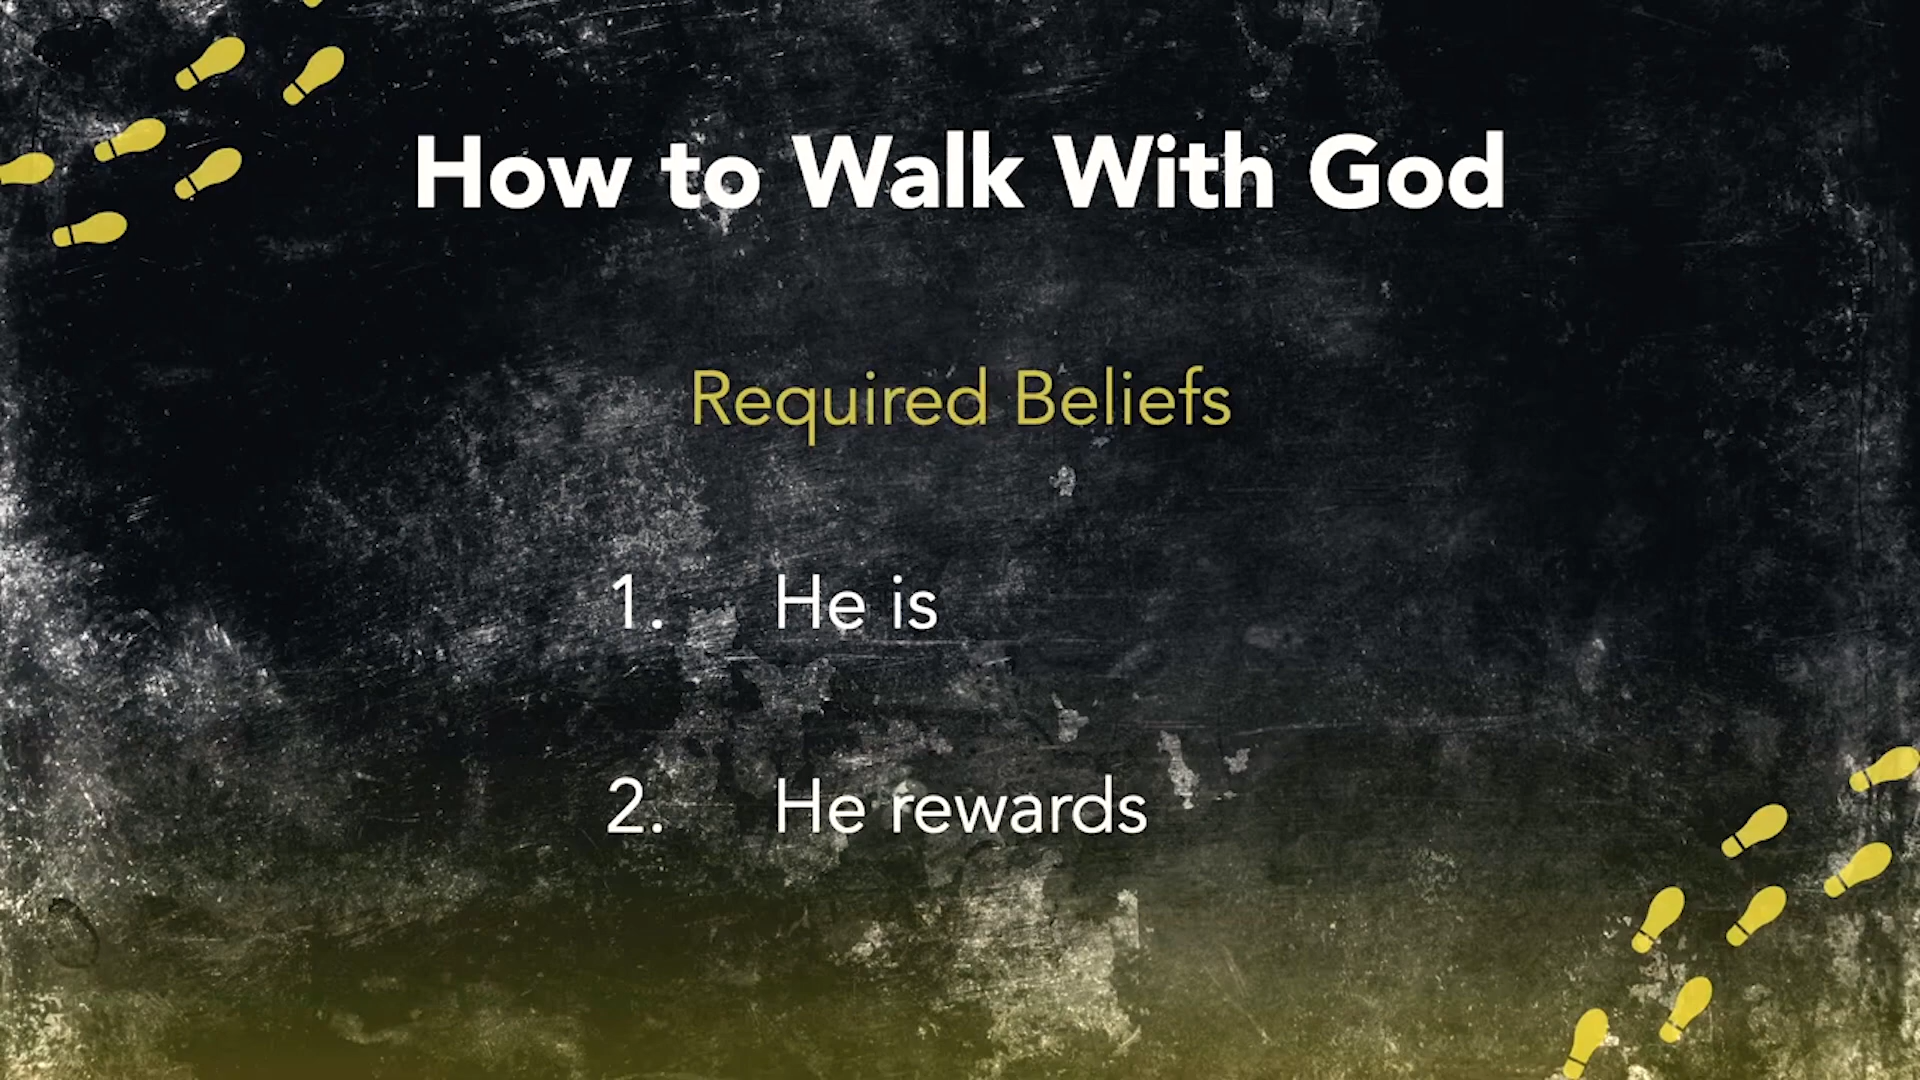 How to Walk With God
Required Beliefs
1. He is
2. He rewards